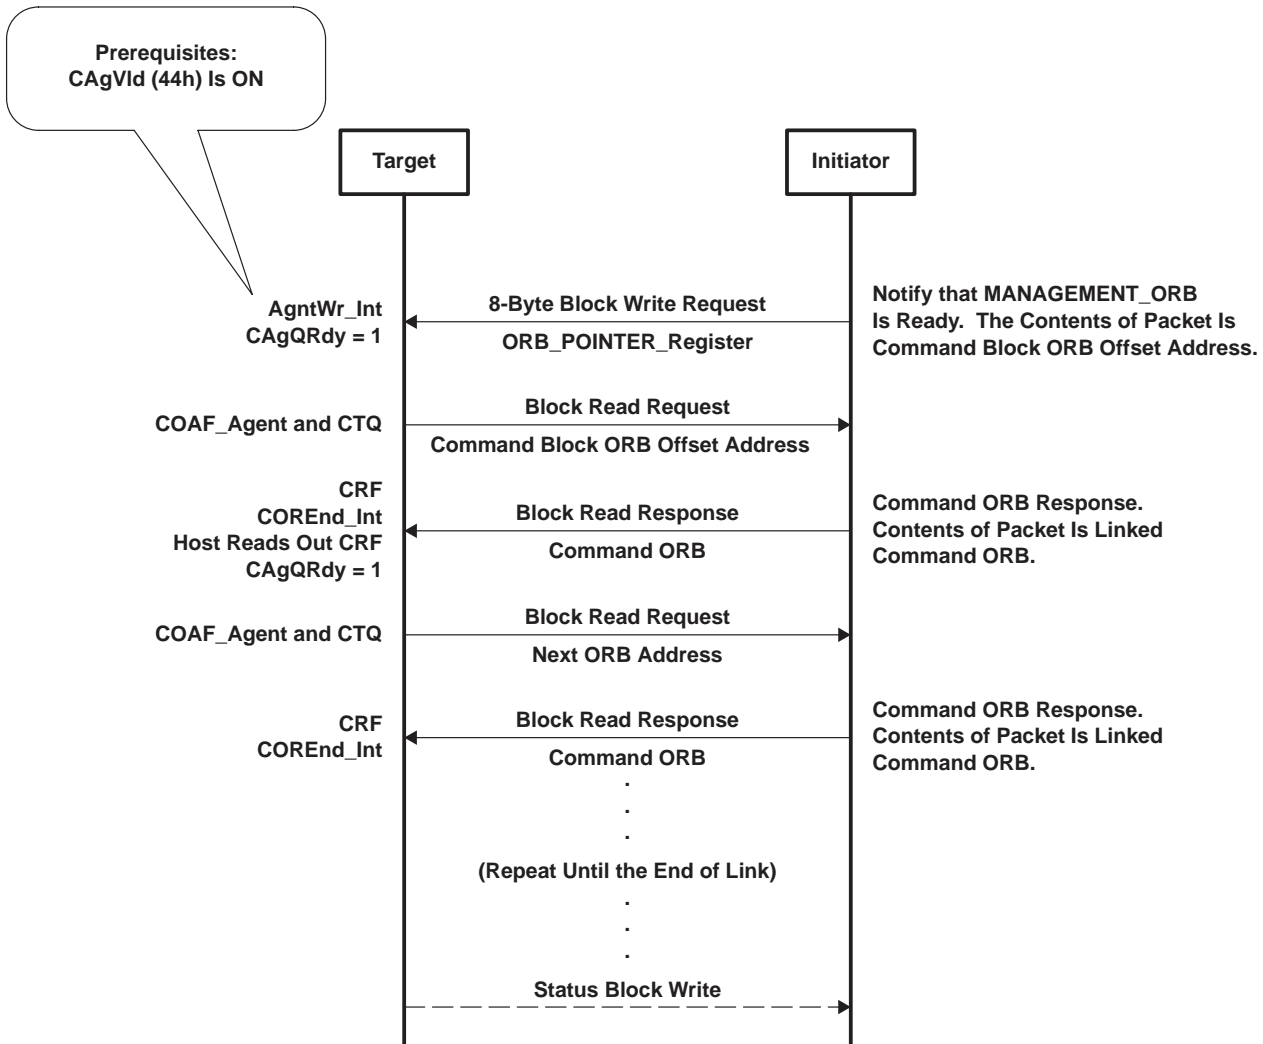 Prerequisites:
CAgVld (44h) Is ON
Target
Initiator
AgntWr_Int
CAgQRdy = 1
8-Byte Block Write Request
ORB_POINTER_Register
Notify that MANAGEMENT_ORB
Is Ready.  The Contents of Packet Is
Command Block ORB Offset Address.
COAF_Agent and CTQ
Block Read Request
Command Block ORB Offset Address
CRF
COREnd_Int
Host Reads Out CRF
CAgQRdy = 1
Block Read Response
Command ORB
Command ORB Response.
Contents of Packet Is Linked
Command ORB.
COAF_Agent and CTQ
Block Read Request
Next ORB Address
CRF
COREnd_Int
Block Read Response
Command ORB
Command ORB Response.
Contents of Packet Is Linked
Command ORB.
.
.
.
(Repeat Until the End of Link)
.
.
.
Status Block Write